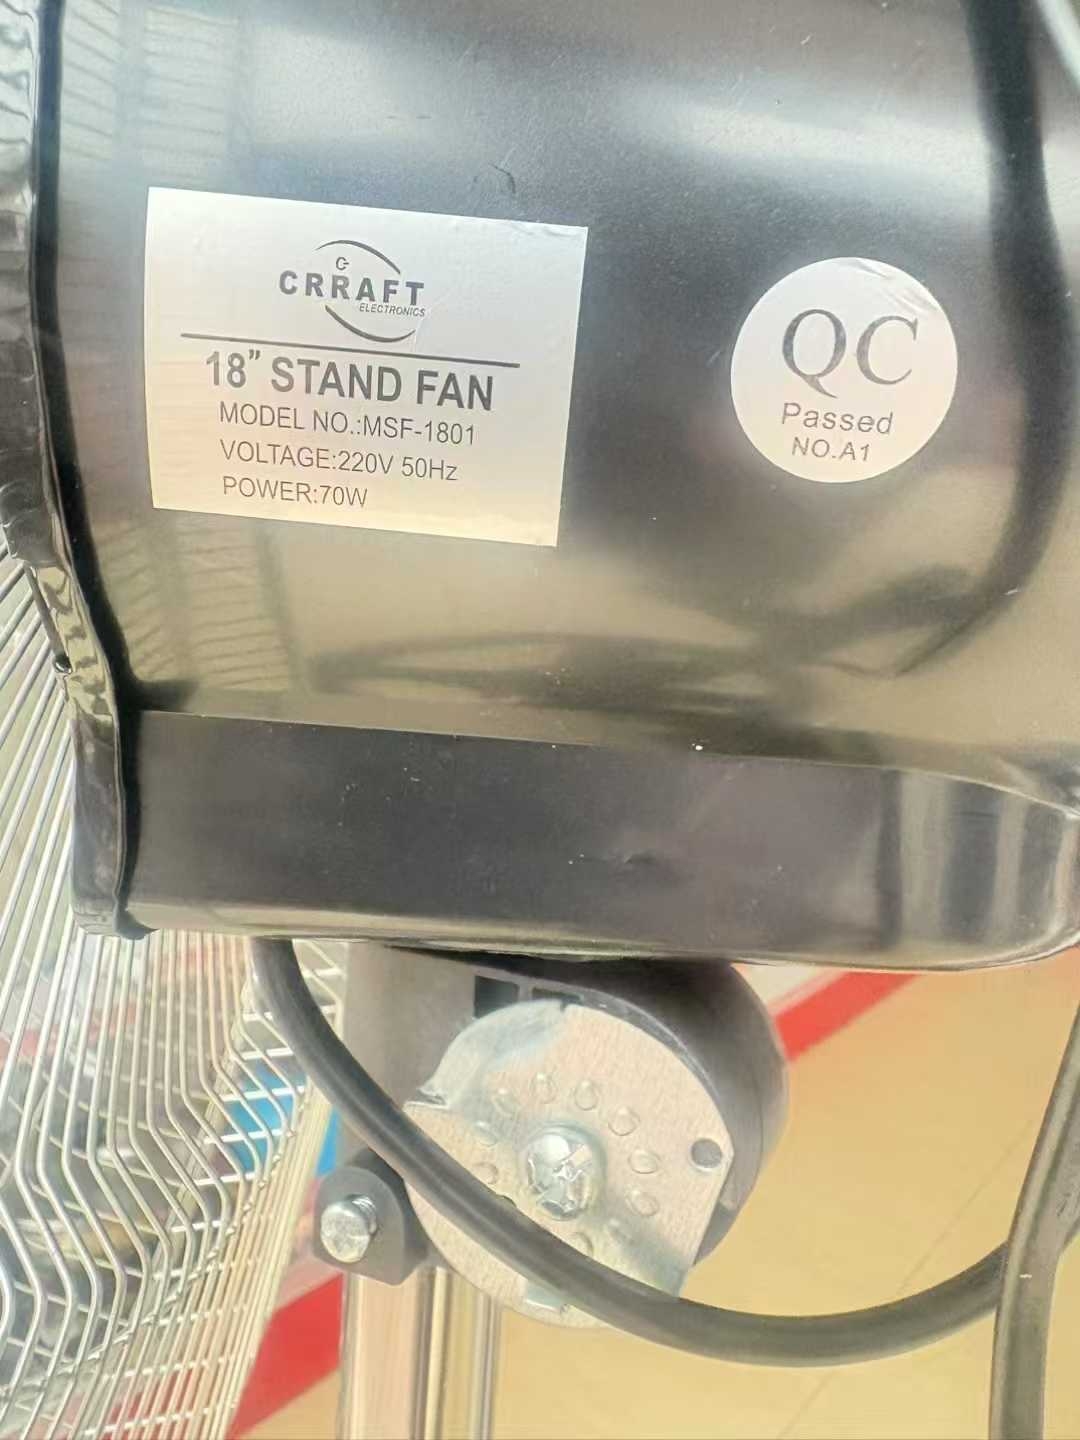 CRRAFT
ELECTRONICS
18" STAND FAN
MODEL NO.:MSF-1801
VOLTAGE:220V 50Hz
POWER:70W
QC
Passed
NO.A1